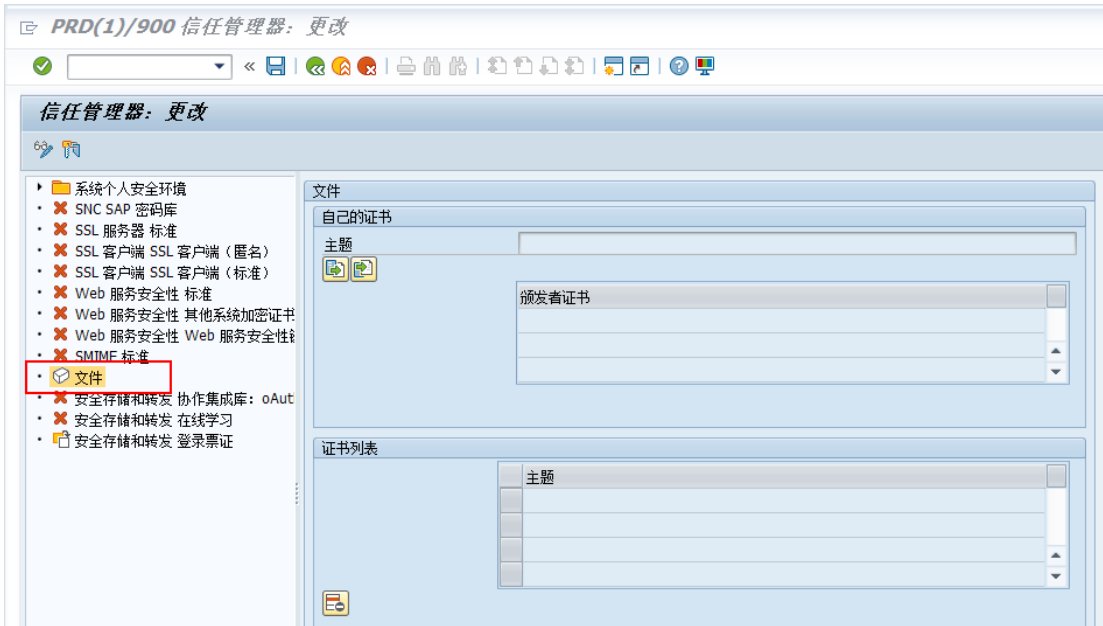 PRD(1)/900 信任管理器：更改
信任管理器：更改
系统个人安全环境
SNC SAP 密码库
SSL 服务器 标准
SSL 客户端 SSL 客户端（匿名）
SSL 客户端 SSL 客户端（标准）
Web 服务安全性 标准
Web 服务安全性 其他系统加密证书
Web 服务安全性 Web 服务安全性
SMIME 标准
文件
安全存储和转发 协作集成库：oAut
安全存储和转发 在线学习
安全存储和转发 登录票证
文件
自己的证书
主题
颁发者证书
证书列表
主题